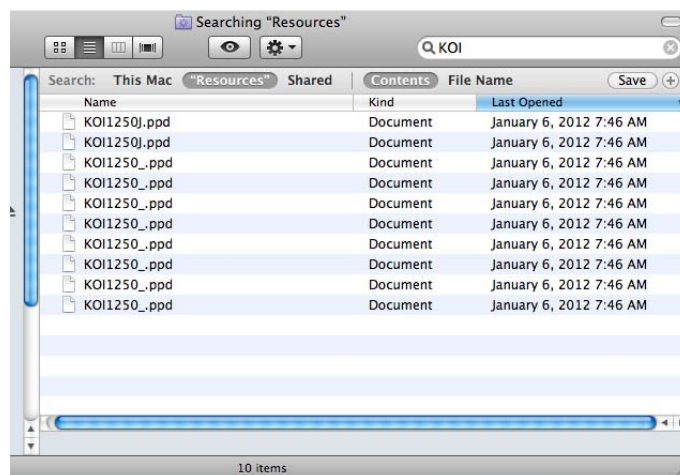 Searching "Resources"
KOI
Search: This Mac "Resources" Shared Contents File Name Save
Name Kind Last Opened
KOI1250J.ppd Document January 6, 2012 7:46 AM
KOI1250J.ppd Document January 6, 2012 7:46 AM
KOI1250_.ppd Document January 6, 2012 7:46 AM
KOI1250_.ppd Document January 6, 2012 7:46 AM
KOI1250_.ppd Document January 6, 2012 7:46 AM
KOI1250_.ppd Document January 6, 2012 7:46 AM
KOI1250_.ppd Document January 6, 2012 7:46 AM
KOI1250_.ppd Document January 6, 2012 7:46 AM
KOI1250_.ppd Document January 6, 2012 7:46 AM
KOI1250_.ppd Document January 6, 2012 7:46 AM
10 items